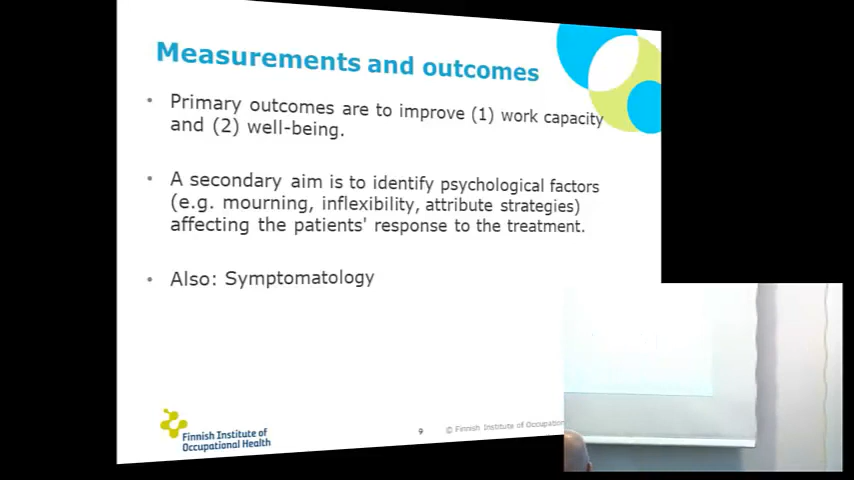 Measurements and outcomes
• Primary outcomes are to improve (1) work capacity
and (2) well-being.
• A secondary aim is to identify psychological factors
(e.g. mourning, inflexibility, attribute strategies)
affecting the patients' response to the treatment.
• Also: Symptomatology
Finnish Institute of
Occupational Health
9
© Finnish Institute of Occupation